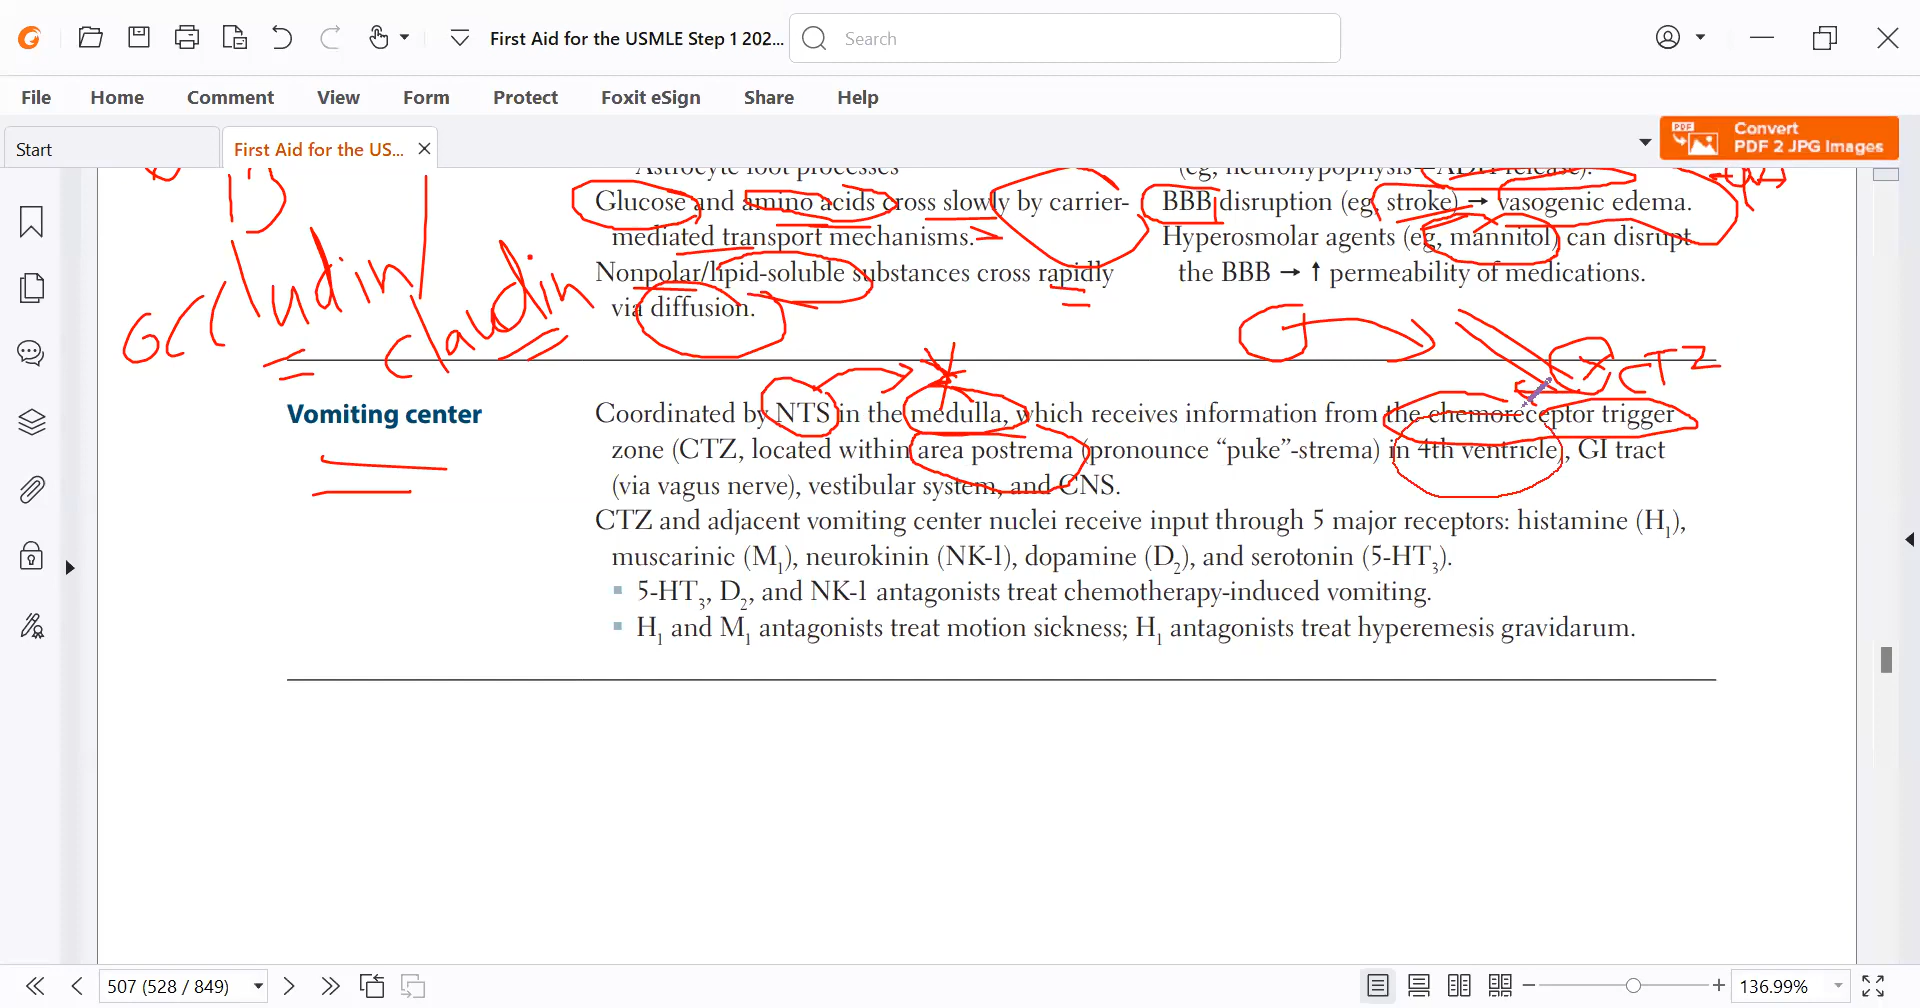 First Aid for the USMLE Step 1 202...
Search
File Home Comment View Form Protect Foxit eSign Share Help
Start
First Aid for the US...
PDF
Convert
PDF 2 JPG Images
Astrocyte foot processes
Glucose and amino acids cross slowly by carrier-
mediated transport mechanisms.
Nonpolar/lipid-soluble substances cross rapidly
via diffusion.
(eg, neurohypophysis—ADH release).
BBB disruption (eg, stroke) → vasogenic edema.
Hyperosmolar agents (eg, mannitol) can disrupt
the BBB → ↑ permeability of medications.
occludin
claudin
CTZ
Vomiting center
Coordinated by NTS in the medulla, which receives information from the chemoreceptor trigger
zone (CTZ, located within area postrema (pronounce “puke”-strema) in 4th ventricle), GI tract
(via vagus nerve), vestibular system, and CNS.
CTZ and adjacent vomiting center nuclei receive input through 5 major receptors: histamine (H1),
muscarinic (M1), neurokinin (NK-1), dopamine (D2), and serotonin (5-HT3).
▪ 5-HT3, D2, and NK-1 antagonists treat chemotherapy-induced vomiting.
▪ H1 and M1 antagonists treat motion sickness; H1 antagonists treat hyperemesis gravidarum.
507 (528 / 849)
136.99%